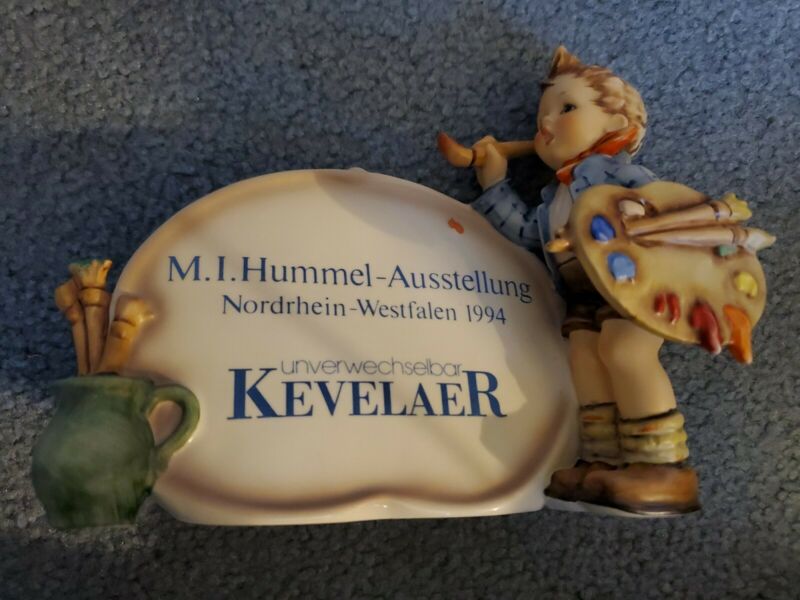 M.I.Hummel-Ausstellung
Nordrhein-Westfalen 1994
unverwechselbar
KEVELAER